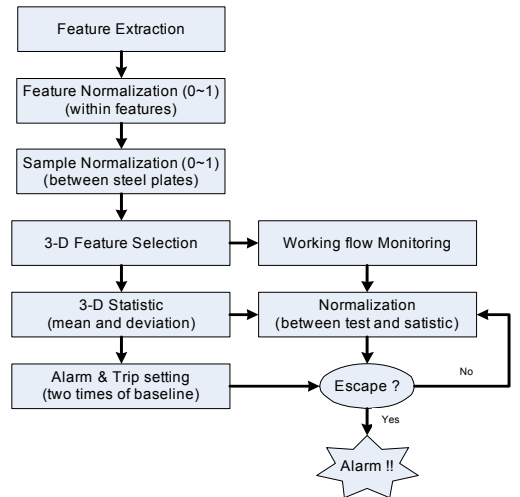 Feature Extraction
Feature Normalization (0~1)
(within features)
Sample Normalization (0~1)
(between steel plates)
3-D Feature Selection
Working flow Monitoring
3-D Statistic
(mean and deviation)
Normalization
(between test and satistic)
Alarm & Trip setting
(two times of baseline)
Escape ?
No
Yes
Alarm !!